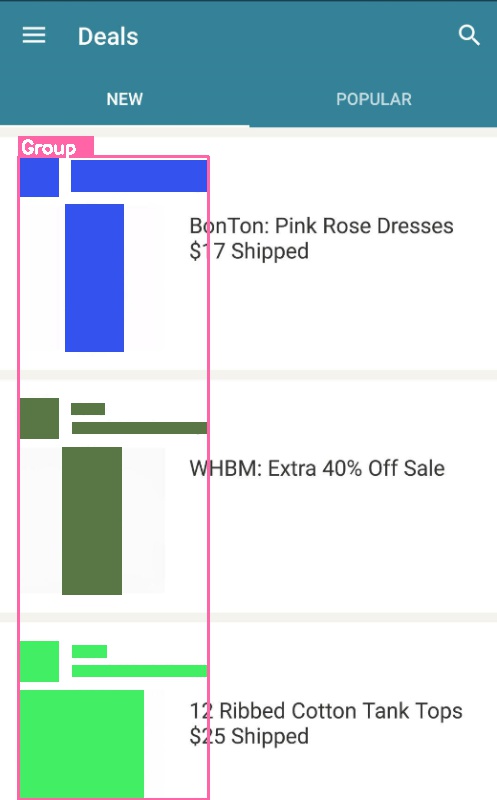 Deals
NEW
POPULAR
Group
BonTon: Pink Rose Dresses
$17 Shipped
WHBM: Extra 40% Off Sale
12 Ribbed Cotton Tank Tops
$25 Shipped